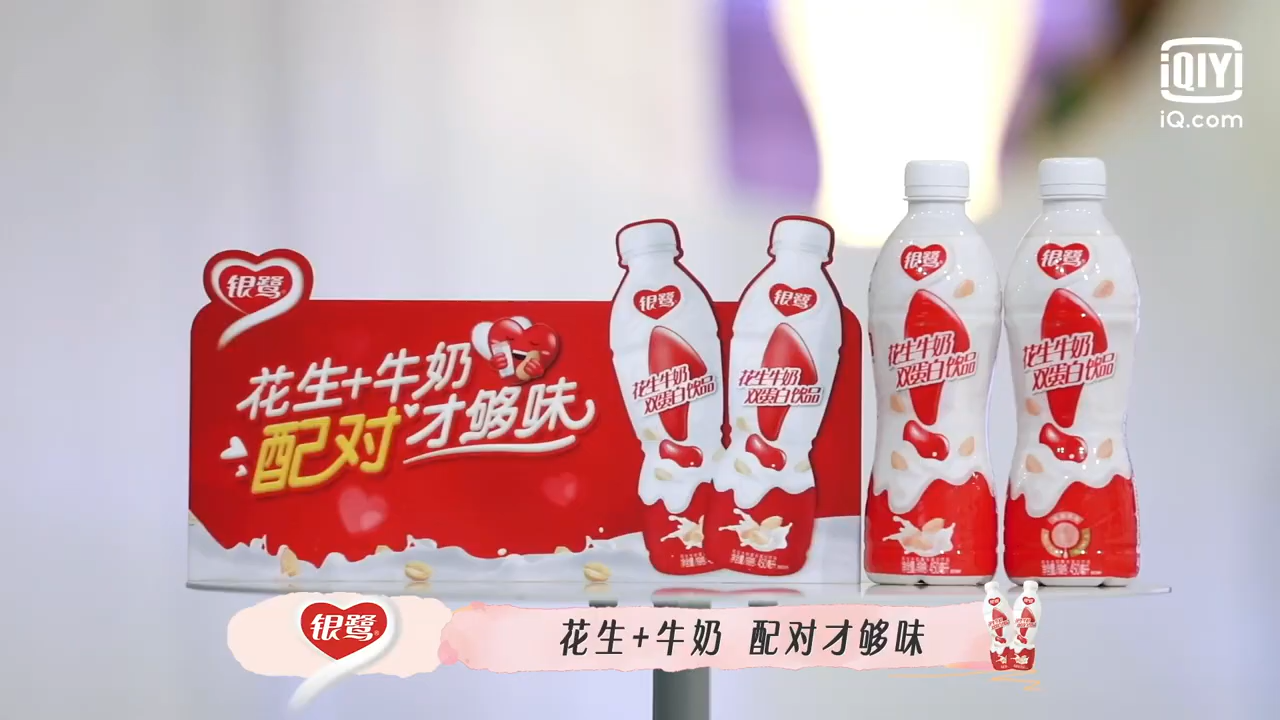 iQIYI
iQ.com
银鹭
花生+牛奶
配对才够味
银鹭
花生牛奶
双蛋白饮品
银鹭
花生牛奶
双蛋白饮品
银鹭
花生牛奶
双蛋白饮品
银鹭
花生牛奶
双蛋白饮品
银鹭
花生+牛奶 配对才够味